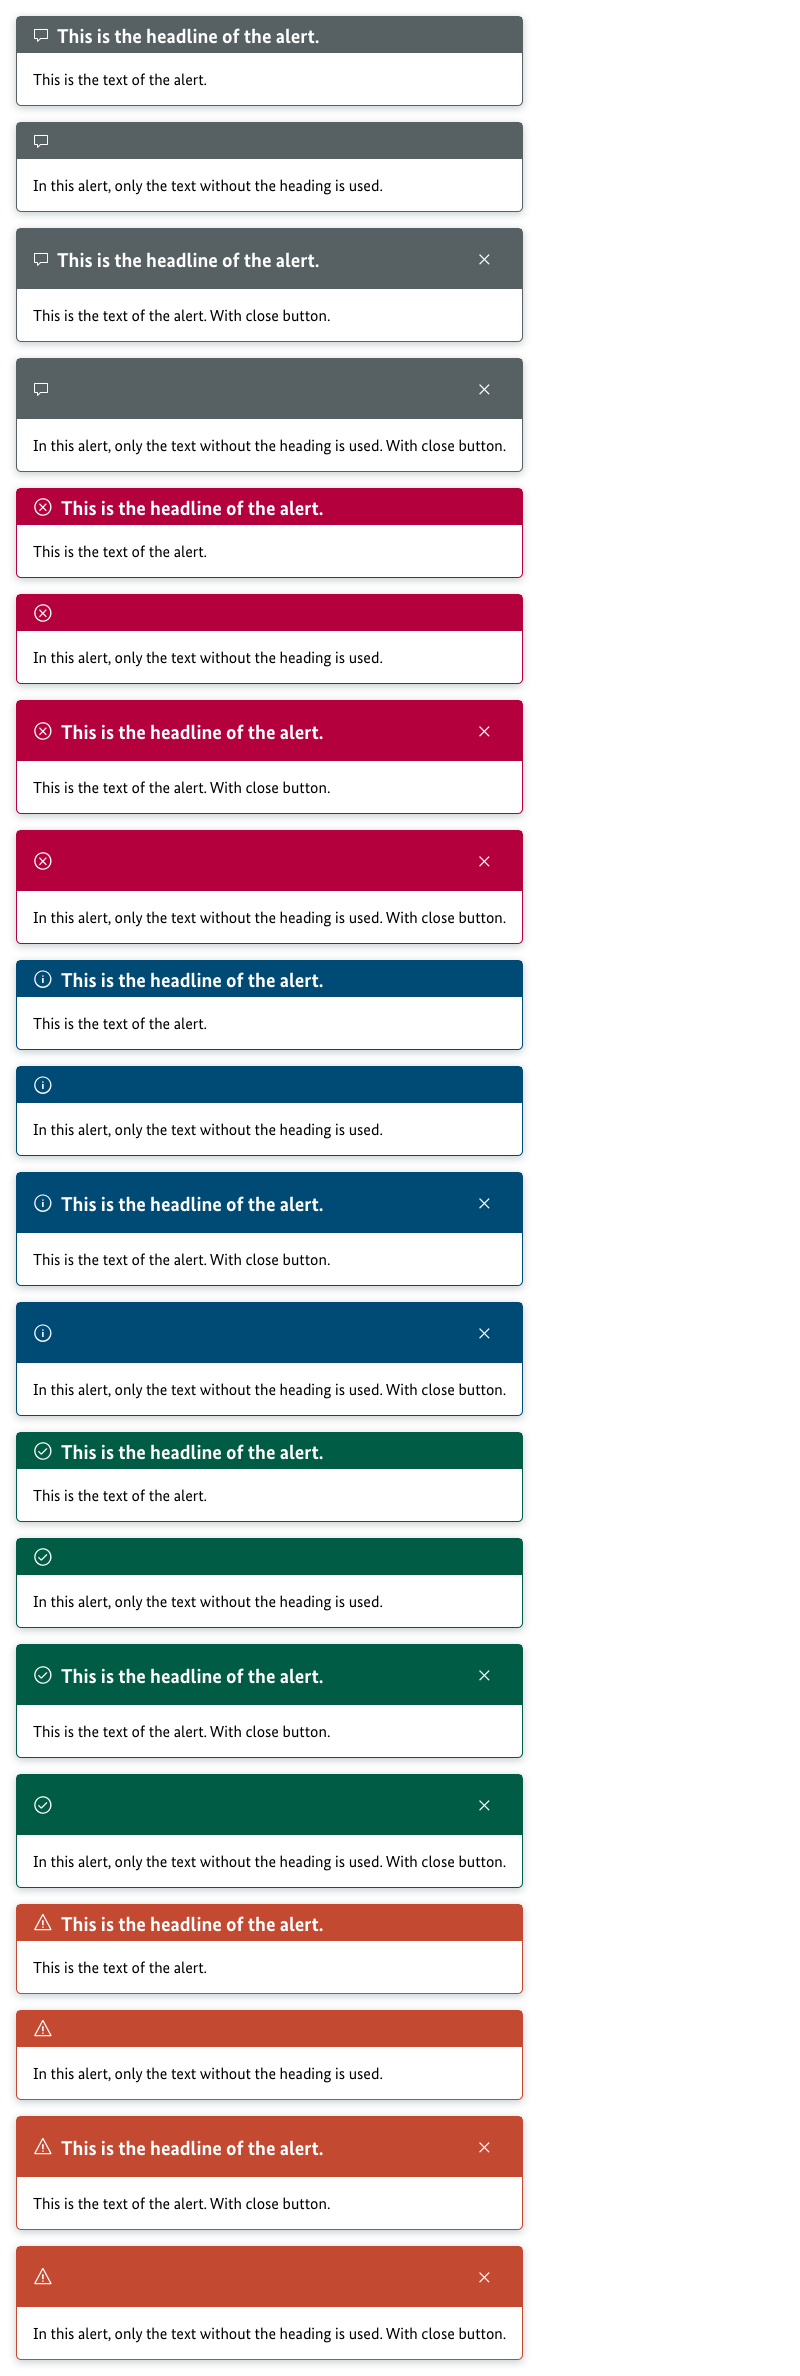 This is the headline of the alert.
This is the text of the alert.
In this alert, only the text without the heading is used.
This is the headline of the alert.
This is the text of the alert. With close button.
In this alert, only the text without the heading is used. With close button.
This is the headline of the alert.
This is the text of the alert.
In this alert, only the text without the heading is used.
This is the headline of the alert.
This is the text of the alert. With close button.
In this alert, only the text without the heading is used. With close button.
This is the headline of the alert.
This is the text of the alert.
In this alert, only the text without the heading is used.
This is the headline of the alert.
This is the text of the alert. With close button.
In this alert, only the text without the heading is used. With close button.
This is the headline of the alert.
This is the text of the alert.
In this alert, only the text without the heading is used.
This is the headline of the alert.
This is the text of the alert. With close button.
In this alert, only the text without the heading is used. With close button.
This is the headline of the alert.
This is the text of the alert.
In this alert, only the text without the heading is used.
This is the headline of the alert.
This is the text of the alert. With close button.
In this alert, only the text without the heading is used. With close button.